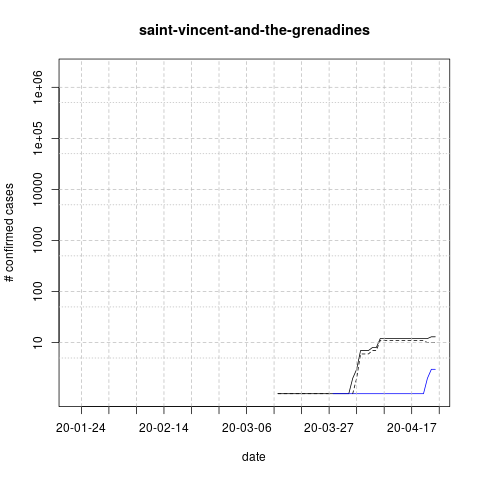 saint-vincent-and-the-grenadines
# confirmed cases
1e+06
1e+05
10000
1000
100
10
20-01-24 20-02-14 20-03-06 20-03-27 20-04-17
date